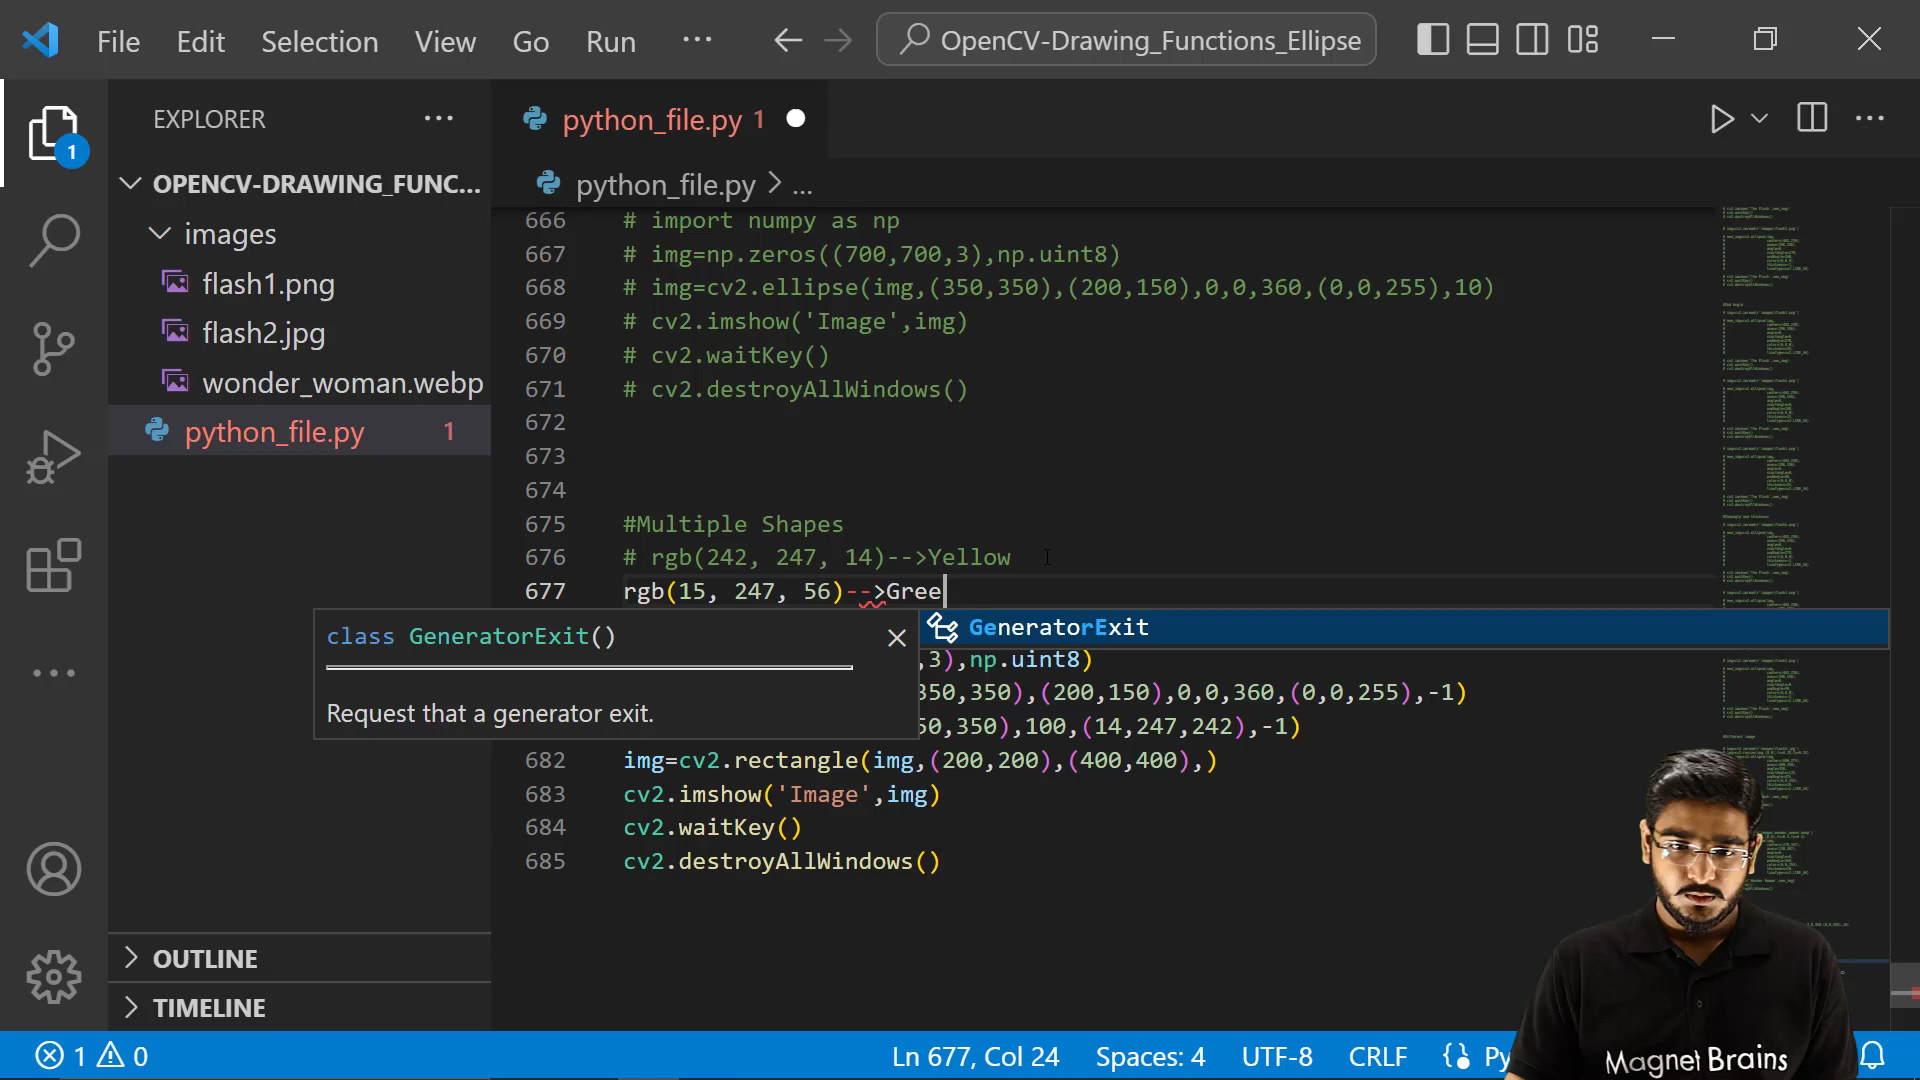 File Edit Selection View Go Run ··· OpenCV-Drawing_Functions_Ellipse
EXPLORER ···
1
OPENCV-DRAWING_FUNC...
images
flash1.png
flash2.jpg
wonder_woman.webp
python_file.py 1
OUTLINE
TIMELINE
python_file.py 1
python_file.py > ...
666 # import numpy as np
667 # img=np.zeros((700,700,3),np.uint8)
668 # img=cv2.ellipse(img,(350,350),(200,150),0,0,360,(0,0,255),10)
669 # cv2.imshow('Image',img)
670 # cv2.waitKey()
671 # cv2.destroyAllWindows()
672
673
674
675 #Multiple Shapes
676 # rgb(242, 247, 14)-->Yellow
677 rgb(15, 247, 56)-->Gree
class GeneratorExit()
Request that a generator exit.
GeneratorExit
,3),np.uint8)
350,350),(200,150),0,0,360,(0,0,255),-1)
50,350),100,(14,247,242),-1)
682 img=cv2.rectangle(img,(200,200),(400,400),)
683 cv2.imshow('Image',img)
684 cv2.waitKey()
685 cv2.destroyAllWindows()
Magnet Brains
1 0 Ln 677, Col 24 Spaces: 4 UTF-8 CRLF Py